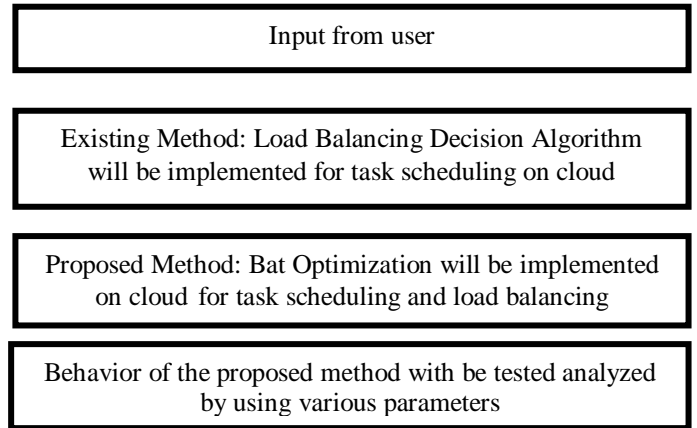 Input from user
Existing Method: Load Balancing Decision Algorithm
will be implemented for task scheduling on cloud
Proposed Method: Bat Optimization will be implemented
on cloud for task scheduling and load balancing
Behavior of the proposed method with be tested analyzed
by using various parameters